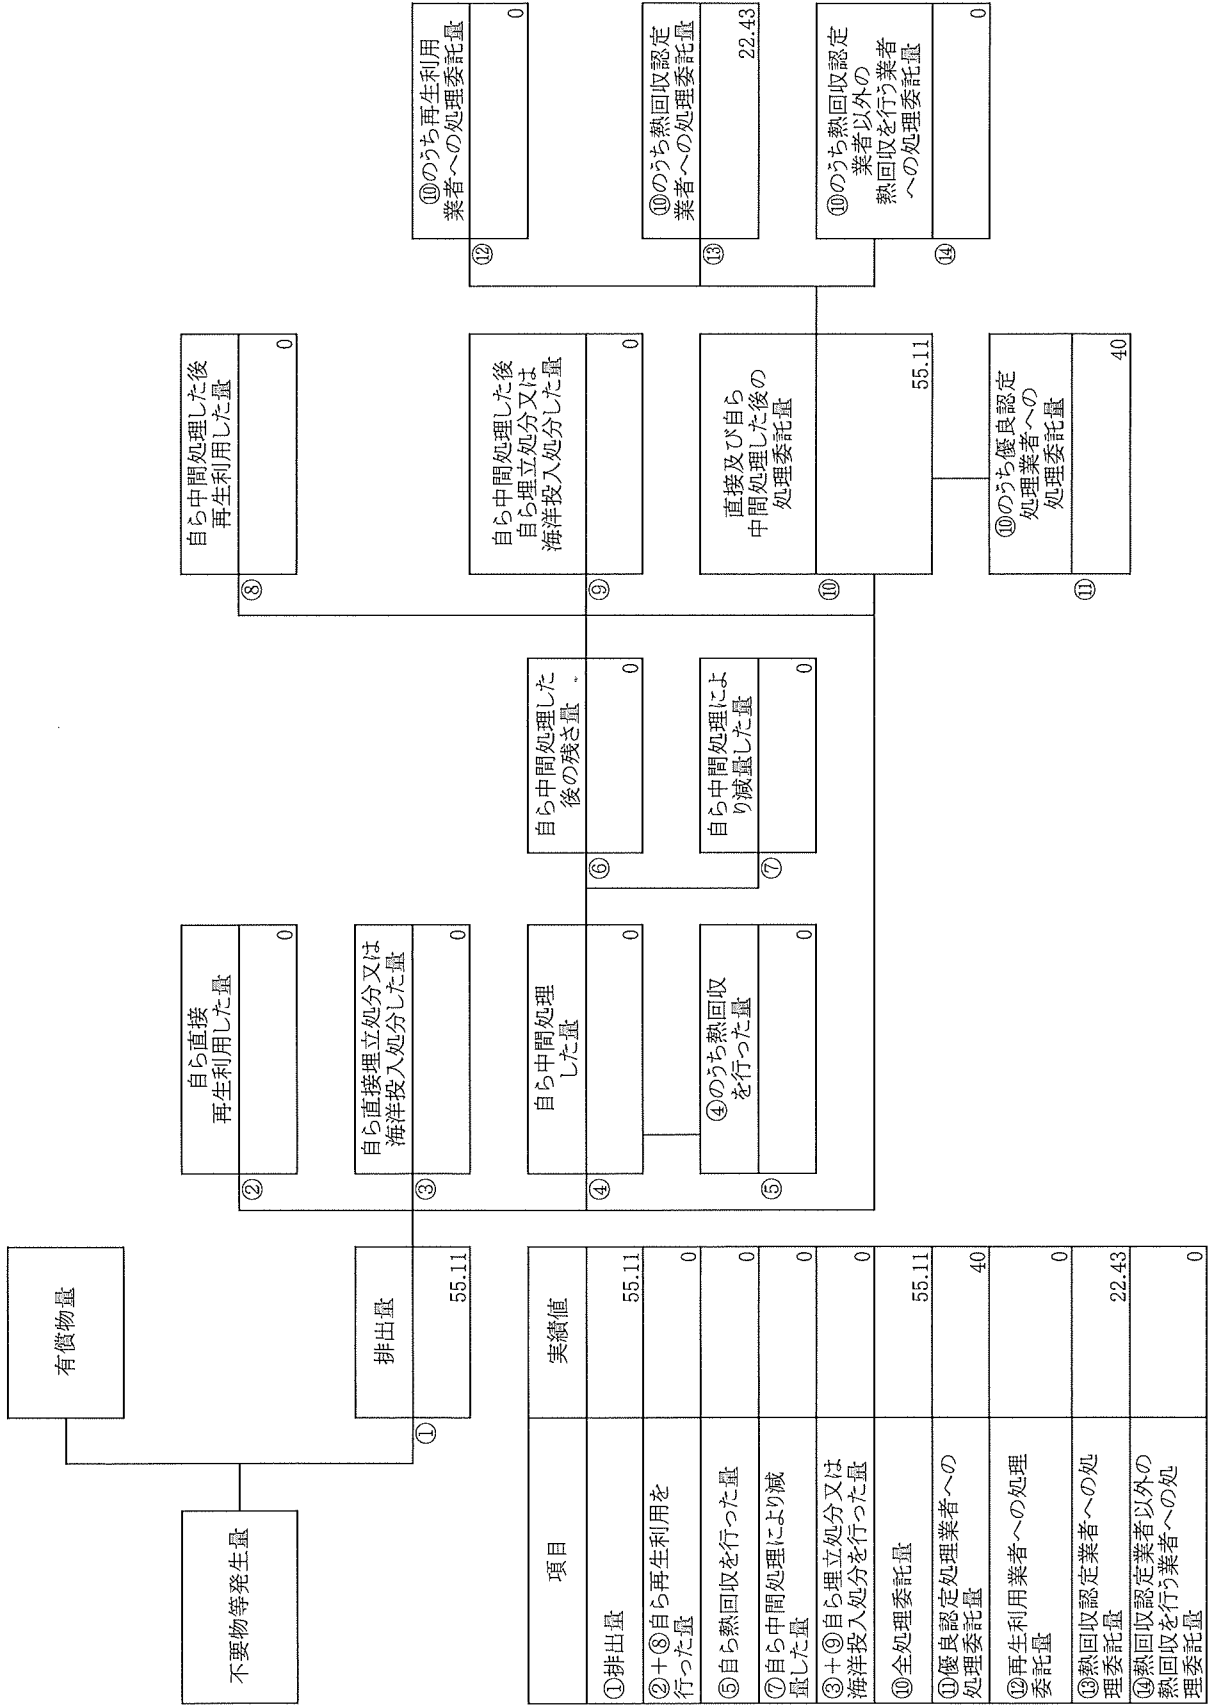 不要物等発生量
有償物量
排出量
①
55.11
自ら直接
再生利用した量
②
0
自ら直接埋立処分又は
海洋投入処分した量
③
0
自ら中間処理
した量
④
0
④のうち熱回収
を行った量
⑤
0
自ら中間処理した
後の残さ量
⑥
0
自ら中間処理によ
り減量した量
⑦
0
自ら中間処理した後
再生利用した量
⑧
0
自ら中間処理した後
自ら埋立処分又は
海洋投入処分した量
⑨
0
直接及び自ら
中間処理した後の
処理委託量
⑩
55.11
⑩のうち優良認定
処理業者への
処理委託量
⑪
40
⑩のうち再生利用
業者への処理委託量
⑫
0
⑩のうち熱回収認定
業者への処理委託量
⑬
22.43
⑩のうち熱回収認定
業者以外の
熱回収を行う業者
への処理委託量
⑭
0
項目 実績値
①排出量 55.11
②+⑧自ら再生利用を
行った量 0
⑤自ら熱回収を行った量 0
⑦自ら中間処理により減
量した量 0
③+⑨自ら埋立処分又は
海洋投入処分を行った量 0
⑩全処理委託量 55.11
⑪優良認定処理業者への
処理委託量 40
⑫再生利用業者への処理
委託量 0
⑬熱回収認定業者への処
理委託量 22.43
⑭熱回収認定業者以外の
熱回収を行う業者への処
理委託量 0